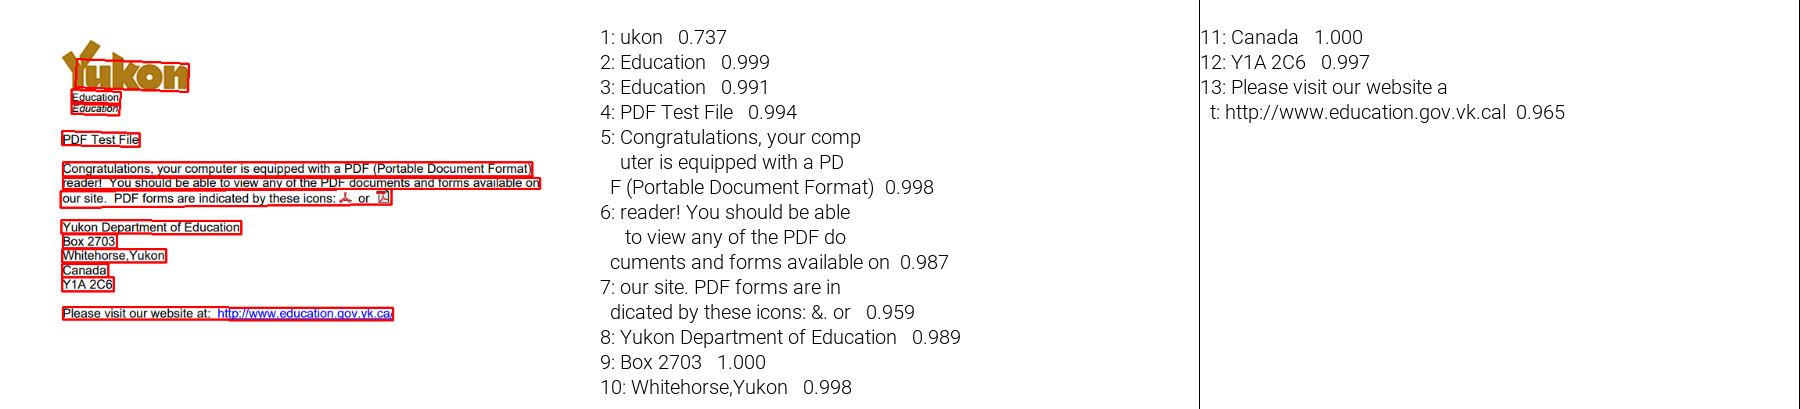 Yukon
Education
Education
PDF Test File
Congratulations, your computer is equipped with a PDF (Portable Document Format)
reader!  You should be able to view any of the PDF documents and forms available on
our site.  PDF forms are indicated by these icons: or
Yukon Department of Education
Box 2703
Whitehorse,Yukon
Canada
Y1A 2C6
Please visit our website at:  http://www.education.gov.yk.ca/
1: ukon 0.737
2: Education 0.999
3: Education 0.991
4: PDF Test File 0.994
5: Congratulations, your comp
uter is equipped with a PD
F (Portable Document Format) 0.998
6: reader! You should be able
to view any of the PDF do
cuments and forms available on 0.987
7: our site. PDF forms are in
dicated by these icons: &. or 0.959
8: Yukon Department of Education 0.989
9: Box 2703 1.000
10: Whitehorse,Yukon 0.998
11: Canada 1.000
12: Y1A 2C6 0.997
13: Please visit our website a
t: http://www.education.gov.vk.cal 0.965